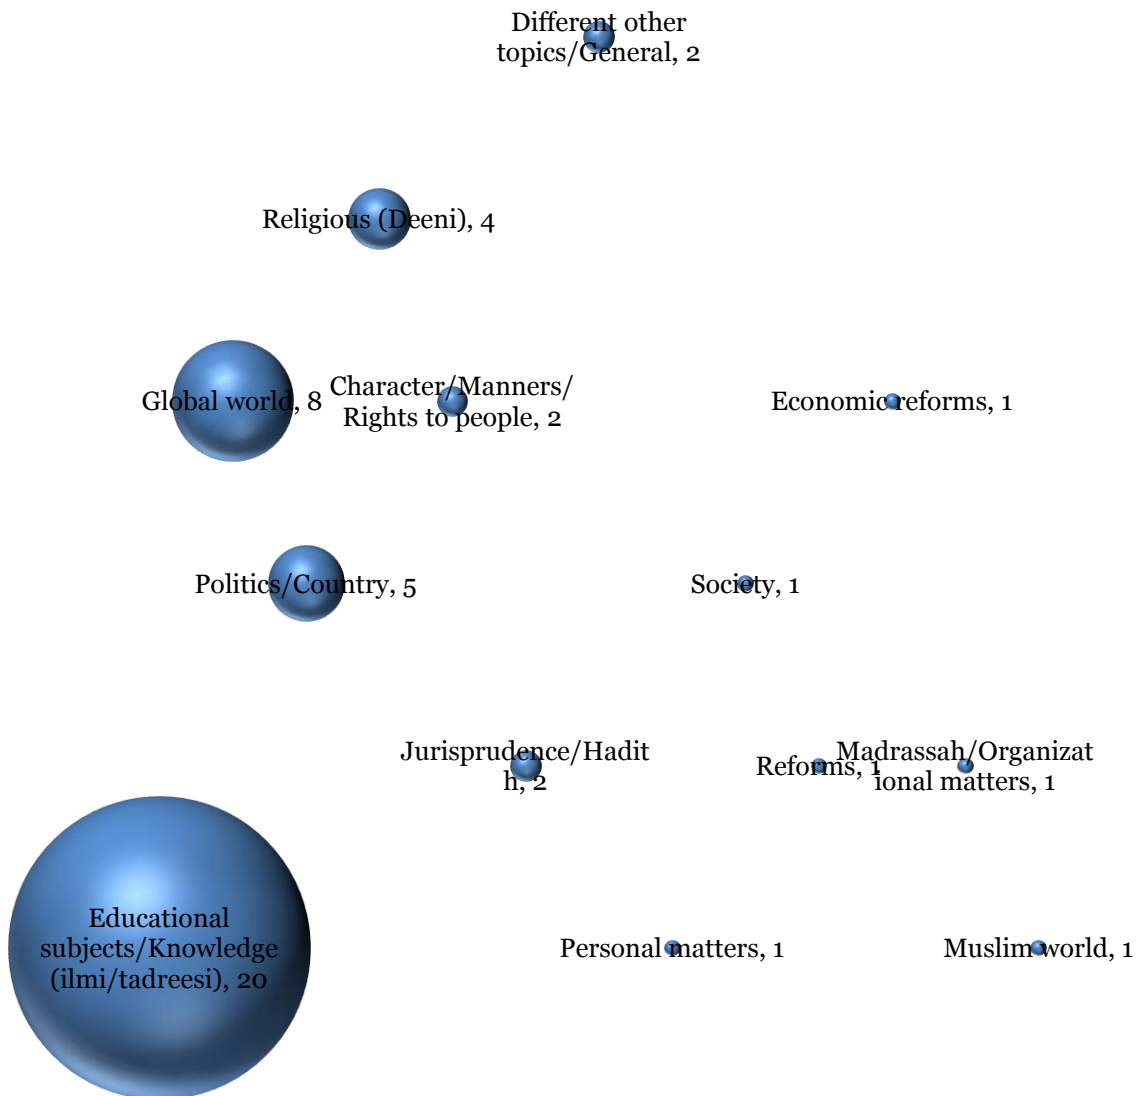 Different other
topics/General, 2
Religious (Deeni), 4
Global world, 8
Character/Manners/
Rights to people, 2
Economic reforms, 1
Politics/Country, 5
Society, 1
Jurisprudence/Hadit
h, 2
Reforms, 1
Madrassah/Organizat
ional matters, 1
Educational
subjects/Knowledge
(ilmi/tadreesi), 20
Personal matters, 1
Muslim world, 1